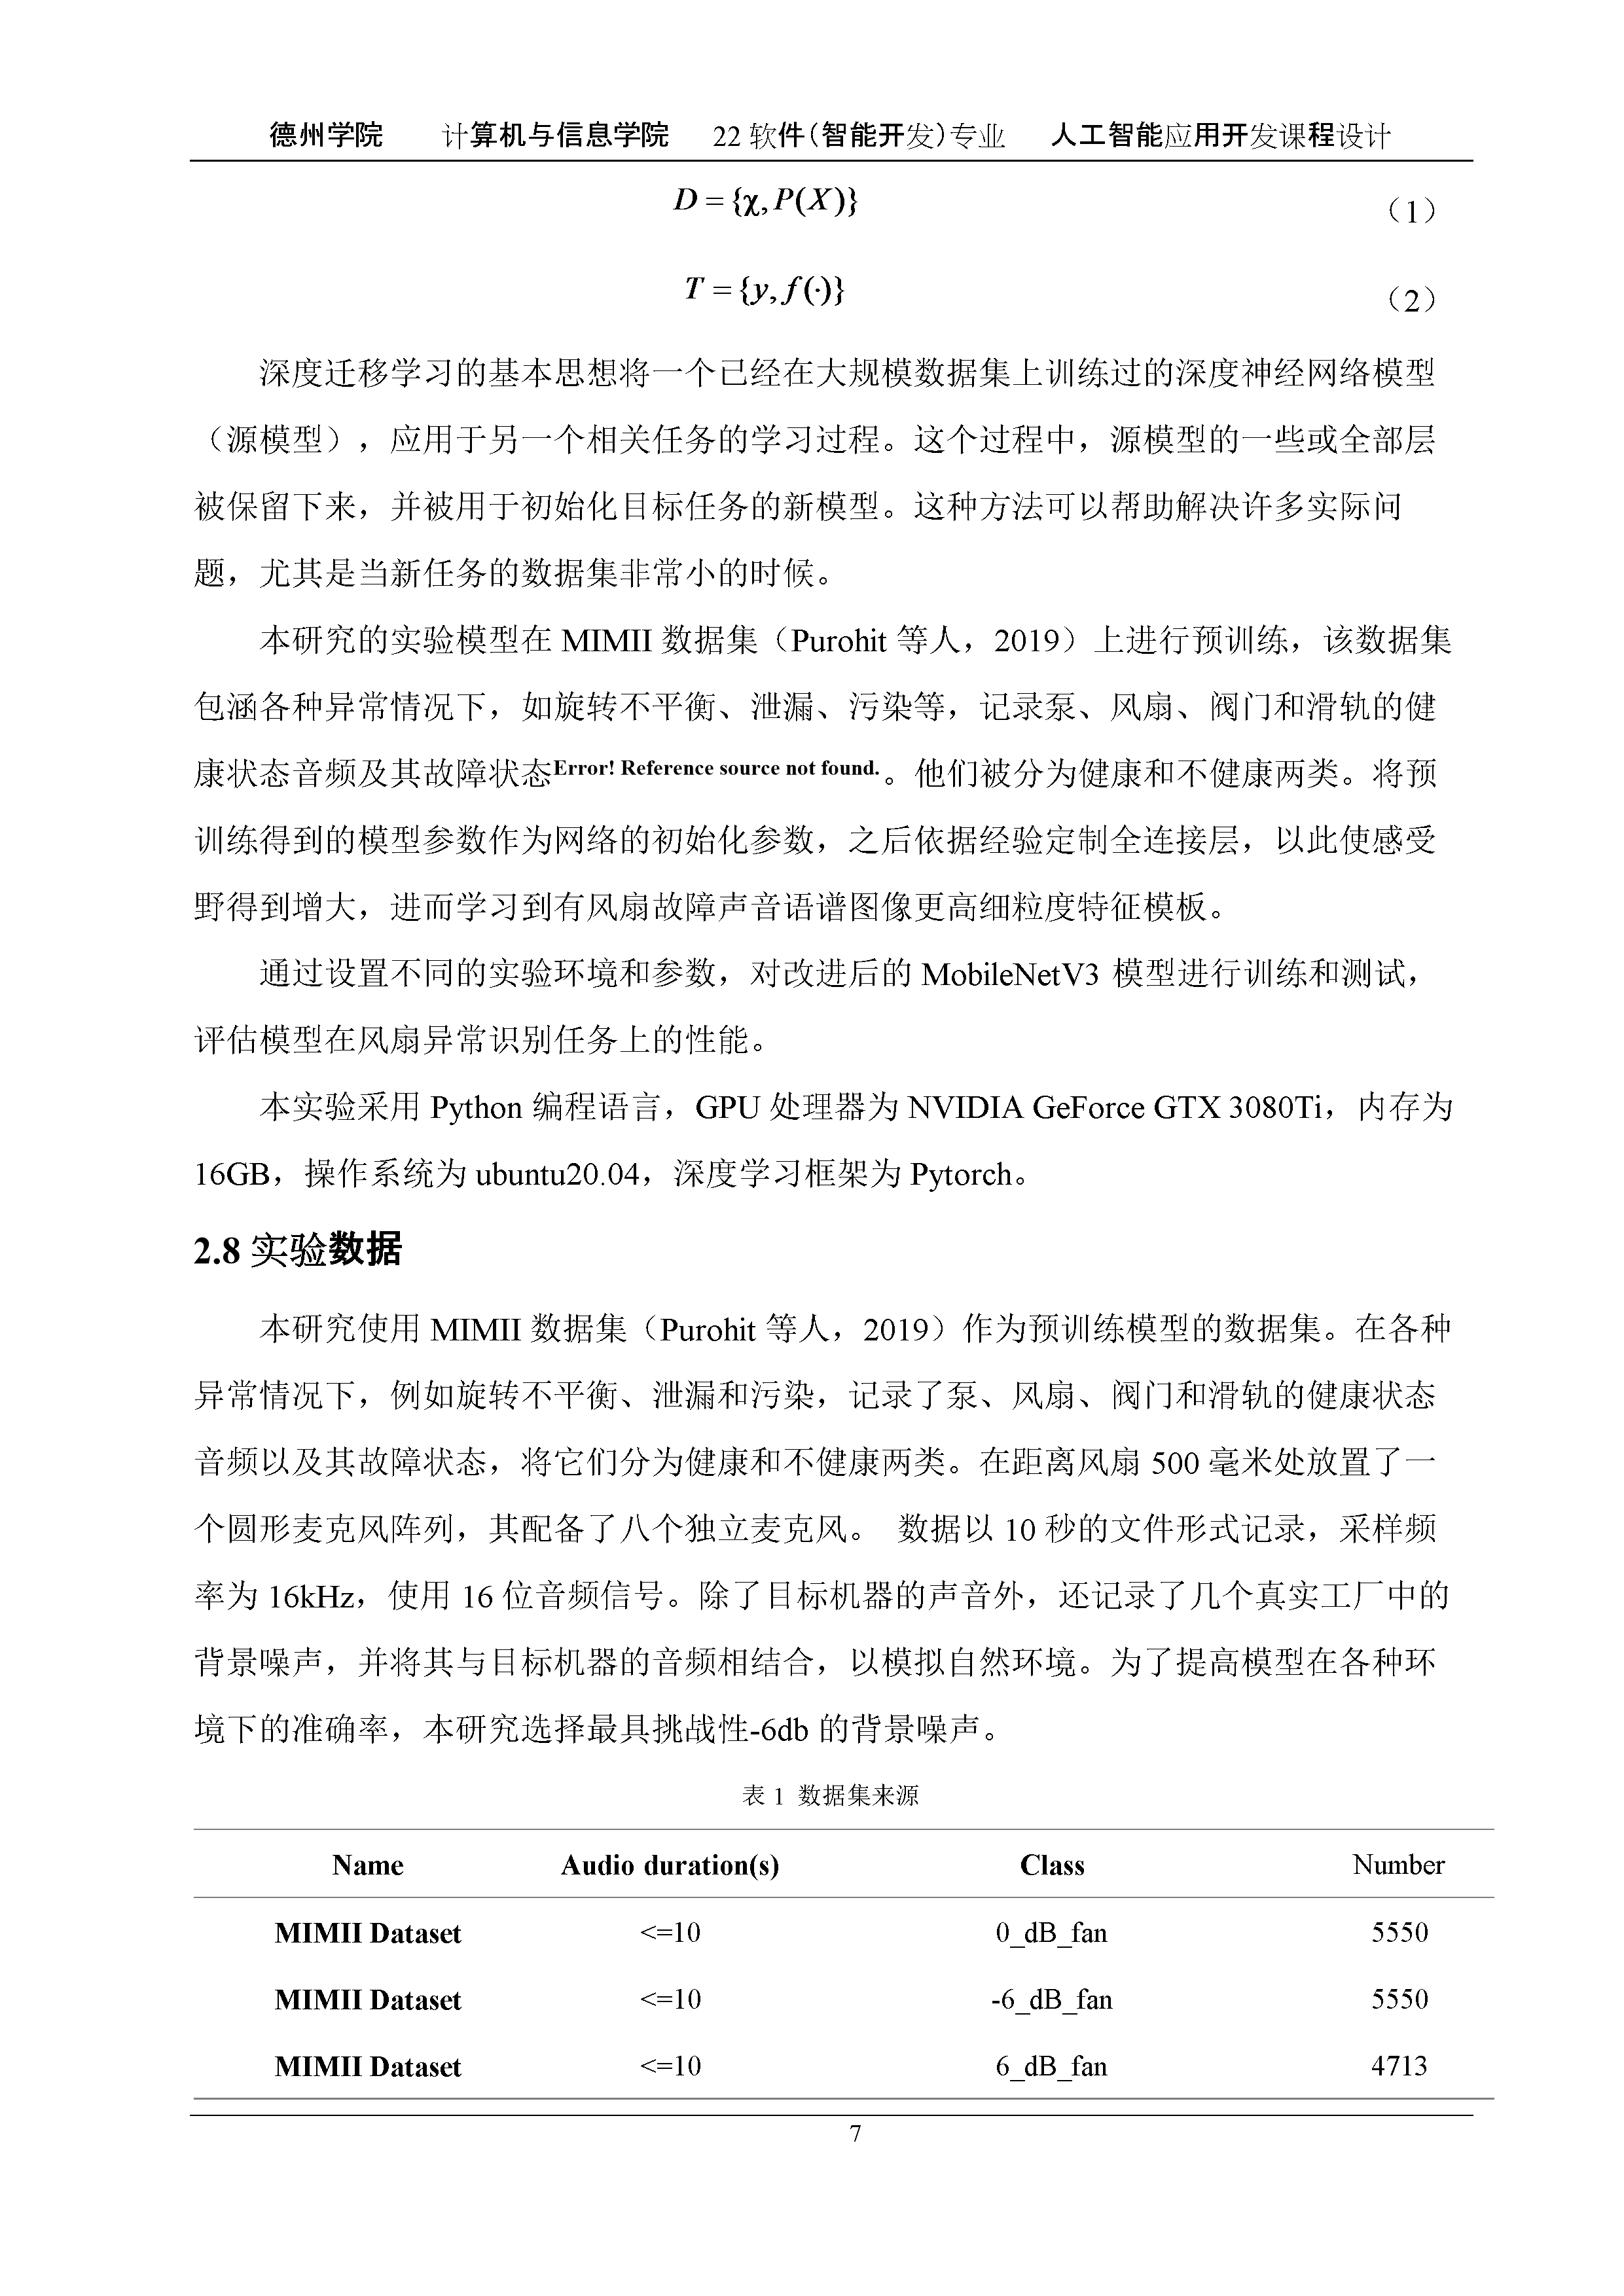 德州学院 计算机与信息学院 22 软件(智能开发)专业 人工智能应用开发课程设计
D = {χ, P(X)} （1）
T = {y, f(·)} （2）
深度迁移学习的基本思想将一个已经在大规模数据集上训练过的深度神经网络模型
（源模型），应用于另一个相关任务的学习过程。这个过程中，源模型的一些或全部层
被保留下来，并被用于初始化目标任务的新模型。这种方法可以帮助解决许多实际问
题，尤其是当新任务的数据集非常小的时候。
本研究的实验模型在 MIMII 数据集（Purohit 等人，2019）上进行预训练，该数据集
包涵各种异常情况下，如旋转不平衡、泄漏、污染等，记录泵、风扇、阀门和滑轨的健
康状态音频及其故障状态Error! Reference source not found.。他们被分为健康和不健康两类。将预
训练得到的模型参数作为网络的初始化参数，之后依据经验定制全连接层，以此使感受
野得到增大，进而学习到有风扇故障声音语谱图像更高细粒度特征模板。
通过设置不同的实验环境和参数，对改进后的 MobileNetV3 模型进行训练和测试，
评估模型在风扇异常识别任务上的性能。
本实验采用 Python 编程语言，GPU 处理器为 NVIDIA GeForce GTX 3080Ti，内存为
16GB，操作系统为 ubuntu20.04，深度学习框架为 Pytorch。
2.8 实验数据
本研究使用 MIMII 数据集（Purohit 等人，2019）作为预训练模型的数据集。在各种
异常情况下，例如旋转不平衡、泄漏和污染，记录了泵、风扇、阀门和滑轨的健康状态
音频以及其故障状态，将它们分为健康和不健康两类。在距离风扇 500 毫米处放置了一
个圆形麦克风阵列，其配备了八个独立麦克风。 数据以 10 秒的文件形式记录，采样频
率为 16kHz，使用 16 位音频信号。除了目标机器的声音外，还记录了几个真实工厂中的
背景噪声，并将其与目标机器的音频相结合，以模拟自然环境。为了提高模型在各种环
境下的准确率，本研究选择最具挑战性-6db 的背景噪声。
表 1 数据集来源
Name Audio duration(s) Class Number
MIMII Dataset <=10 0_dB_fan 5550
MIMII Dataset <=10 -6_dB_fan 5550
MIMII Dataset <=10 6_dB_fan 4713
7